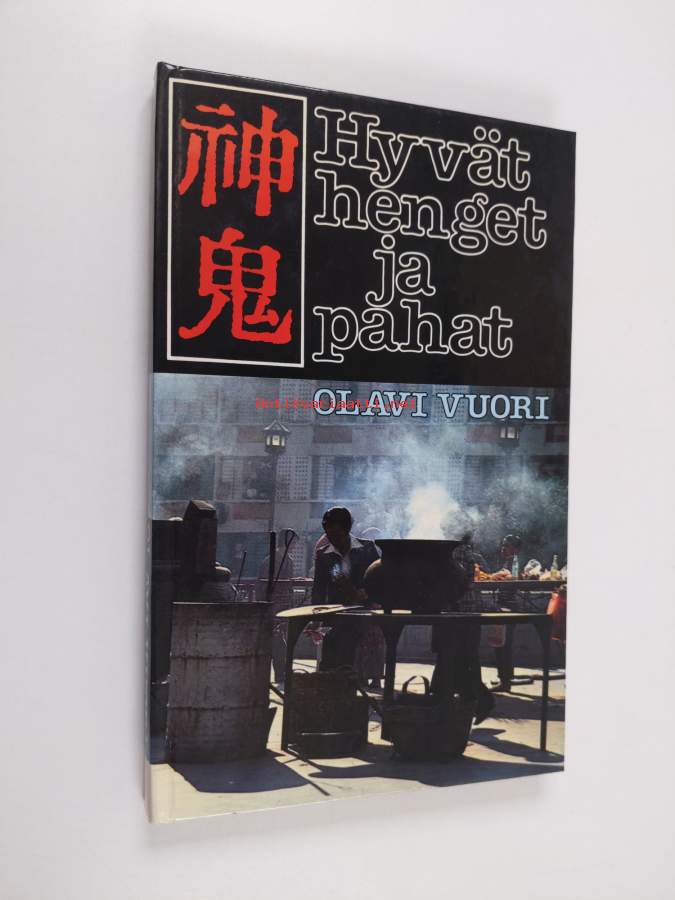 神
鬼
Hyvät
henget
ja
pahat
OLAVI VUORI